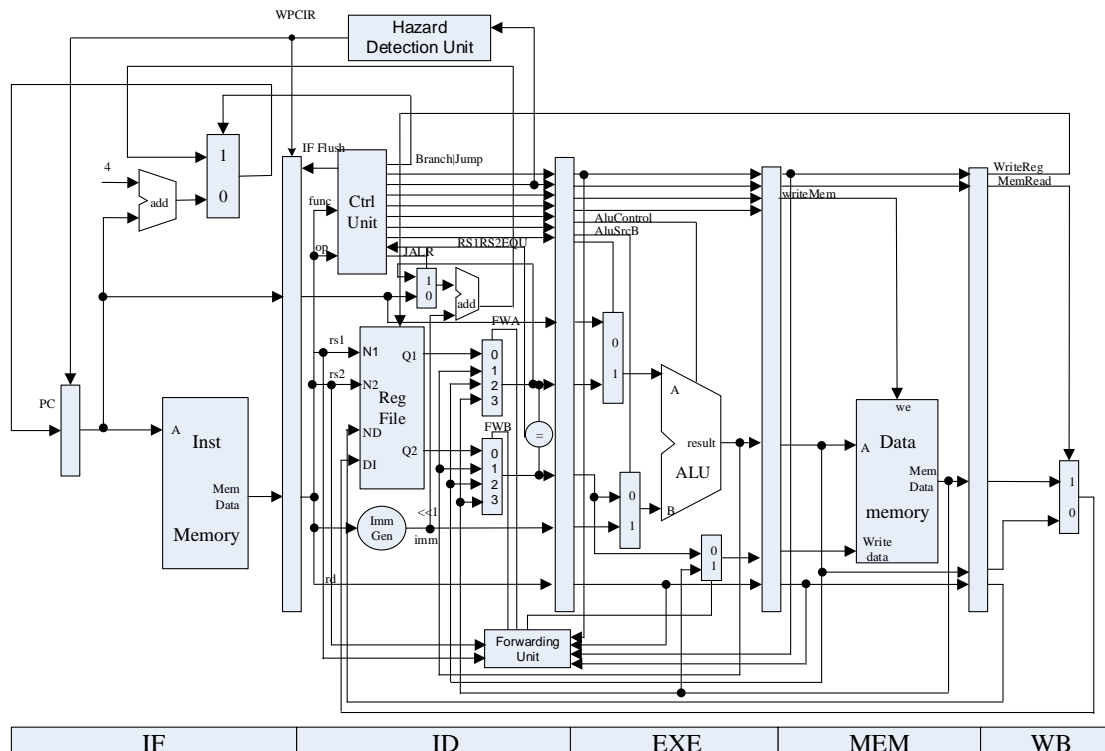 WPCIR
Hazard
Detection Unit
IF Flush
Branch|Jump
WriteReg
MemRead
writeMem
4
add
1
0
func
Ctrl
Unit
op
AluControl
AluSrcB
RS1RS2EQU
JALR
1
0
add
FWA
rs1
N1
Q1
0
1
2
3
rs2
N2
Reg
File
ND
DI
Q2
FWB
0
1
2
3
=
0
1
A
result
ALU
B
0
1
PC
A
Inst
Mem
Data
Memory
<<1
Imm
Gen
imm
rd
0
1
we
A
Data
Mem
Data
memory
Write
data
1
0
Forwarding
Unit
IF
ID
EXE
MEM
WB